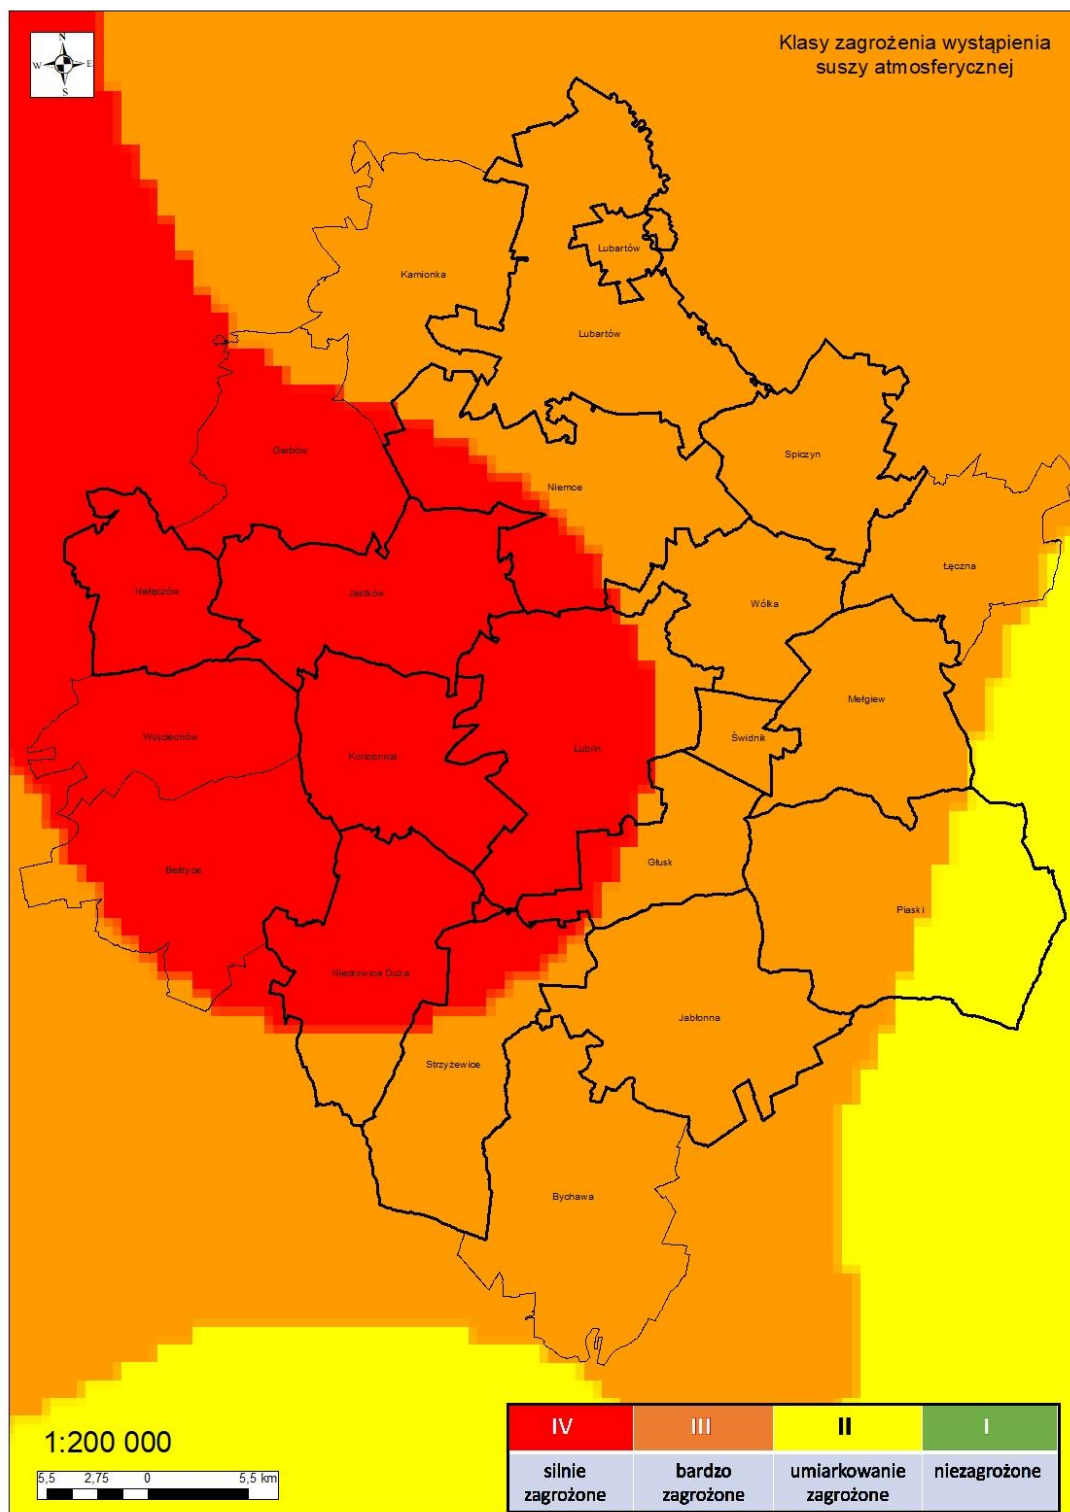 Klasy zagrożenia wystąpienia
suszy atmosferycznej
N
W E
S
Lubartów
Kamionka
Lubartów
Garbów
Spiczyn
Niemce
Łęczna
Nałęczów
Jastków
Wólka
Mełgiew
Wojciechów
Konopnica
Lublin
Świdnik
Bełżyce
Głusk
Piaski
Niedrzwica Duża
Jabłonna
Strzyżewice
Bychawa
1:200 000
5,5 2,75 0 5,5 km
IV III II I
silnie zagrożone
bardzo zagrożone
umiarkowanie zagrożone
niezagrożone